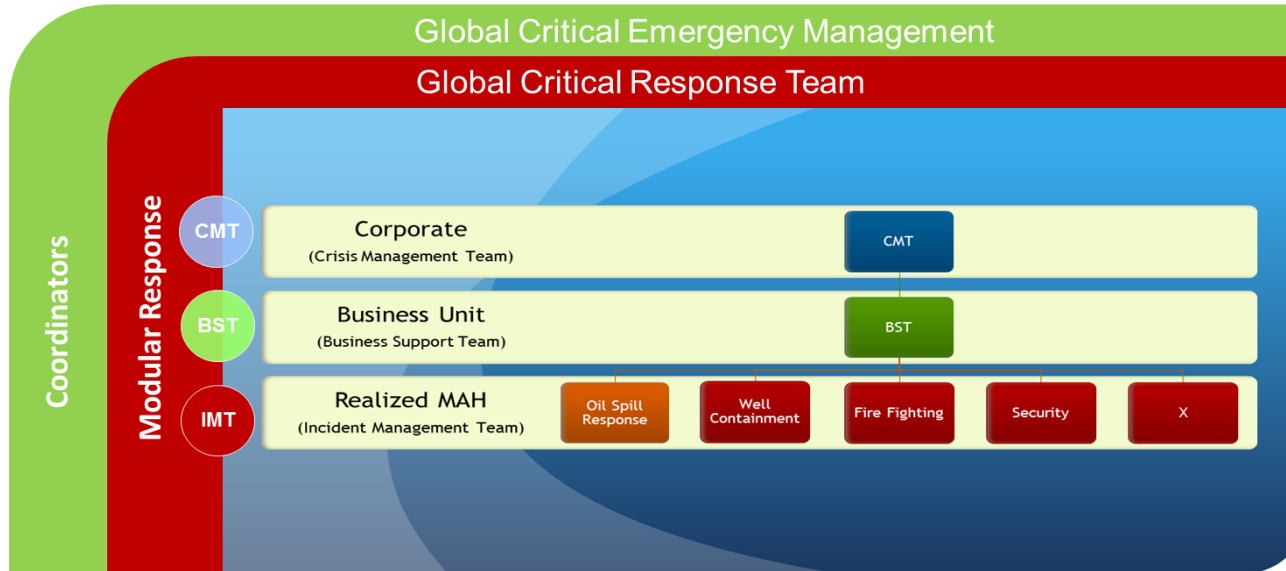 Global Critical Emergency Management
Global Critical Response Team
Coordinators
Modular Response
CMT
Corporate
(Crisis Management Team)
CMT
BST
Business Unit
(Business Support Team)
BST
IMT
Realized MAH
(Incident Management Team)
Oil Spill
Response
Well
Containment
Fire Fighting
Security
X